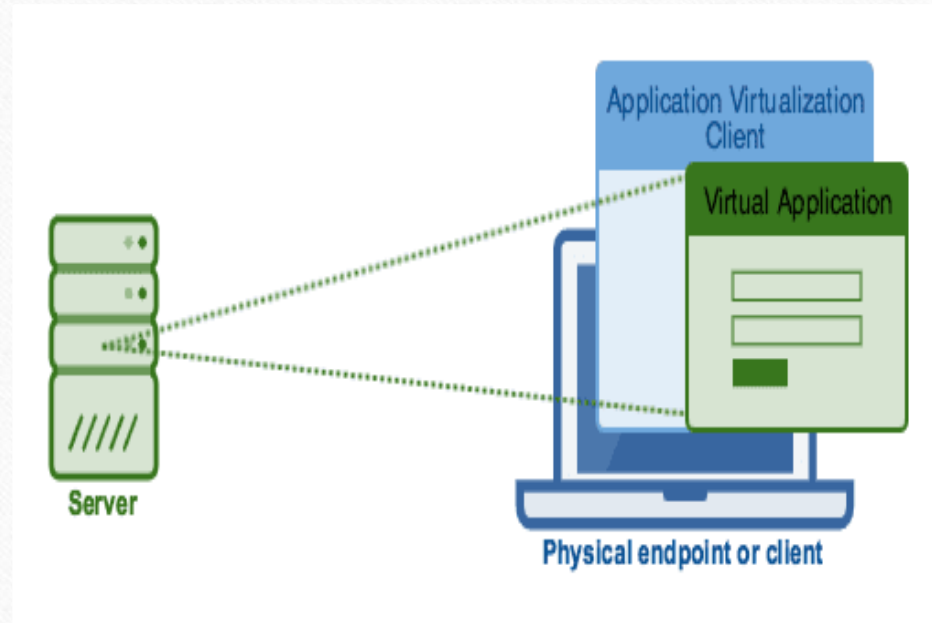 Application Virtualization
Client
Virtual Application
Server
Physical endpoint or client